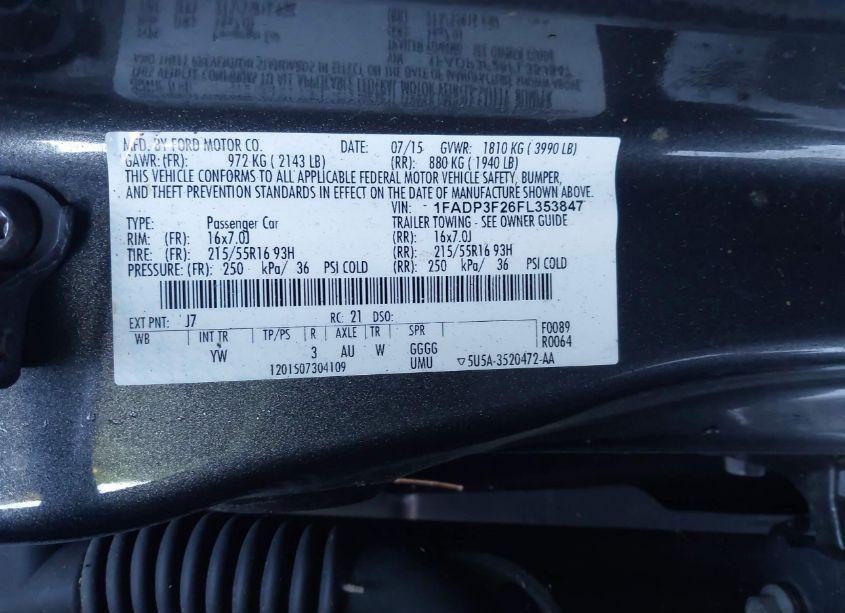 MFD. BY FORD MOTOR CO. DATE: 07/15 GVWR: 1810 KG ( 3990 LB)
GAWR: (FR): 972 KG ( 2143 LB) (RR): 880 KG ( 1940 LB)
THIS VEHICLE CONFORMS TO ALL APPLICABLE FEDERAL MOTOR VEHICLE SAFETY, BUMPER,
AND THEFT PREVENTION STANDARDS IN EFFECT ON THE DATE OF MANUFACTURE SHOWN ABOVE.
VIN: 1FADP3F26FL353847
TYPE: Passenger Car TRAILER TOWING - SEE OWNER GUIDE
RIM: (FR): 16x7.0J (RR): 16x7.0J
TIRE: (FR): 215/55R16 93H (RR): 215/55R16 93H
PRESSURE: (FR): 250 kPa/ 36 PSI COLD (RR): 250 kPa/ 36 PSI COLD
EXT PNT: J7 RC: 21 DSO:
WB INT TR TP/PS R AXLE TR SPR F0089
R0064
YW 3 AU W GGGG
UMU
1201507304109 5U5A-3520472-AA